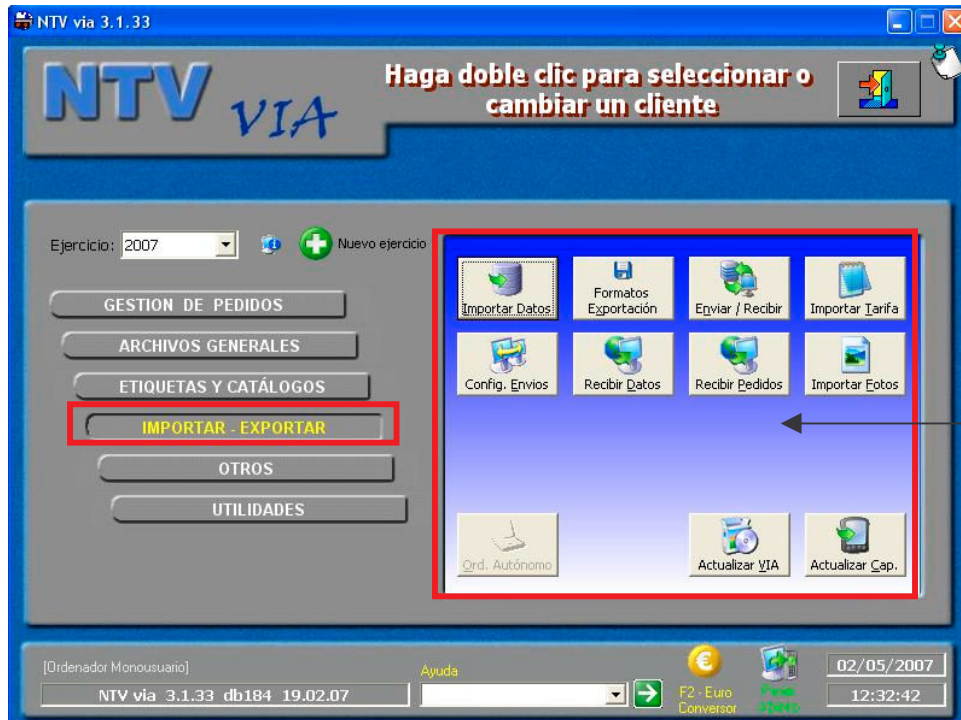 NTV via 3.1.33
NTV VIA
Haga doble clic para seleccionar o
cambiar un cliente
Ejercicio: 2007
Nuevo ejercicio
GESTION DE PEDIDOS
ARCHIVOS GENERALES
ETIQUETAS Y CATÁLOGOS
IMPORTAR - EXPORTAR
OTROS
UTILIDADES
Importar Datos
Formatos
Exportación
Enviar / Recibir
Importar Tarifa
Config. Envios
Recibir Datos
Recibir Pedidos
Importar Fotos
Ord. Autónomo
Actualizar VIA
Actualizar Cap.
[Ordenador Monousuario]
NTV via 3.1.33 db184 19.02.07
Ayuda
F2 - Euro
Conversor
02/05/2007
12:32:42